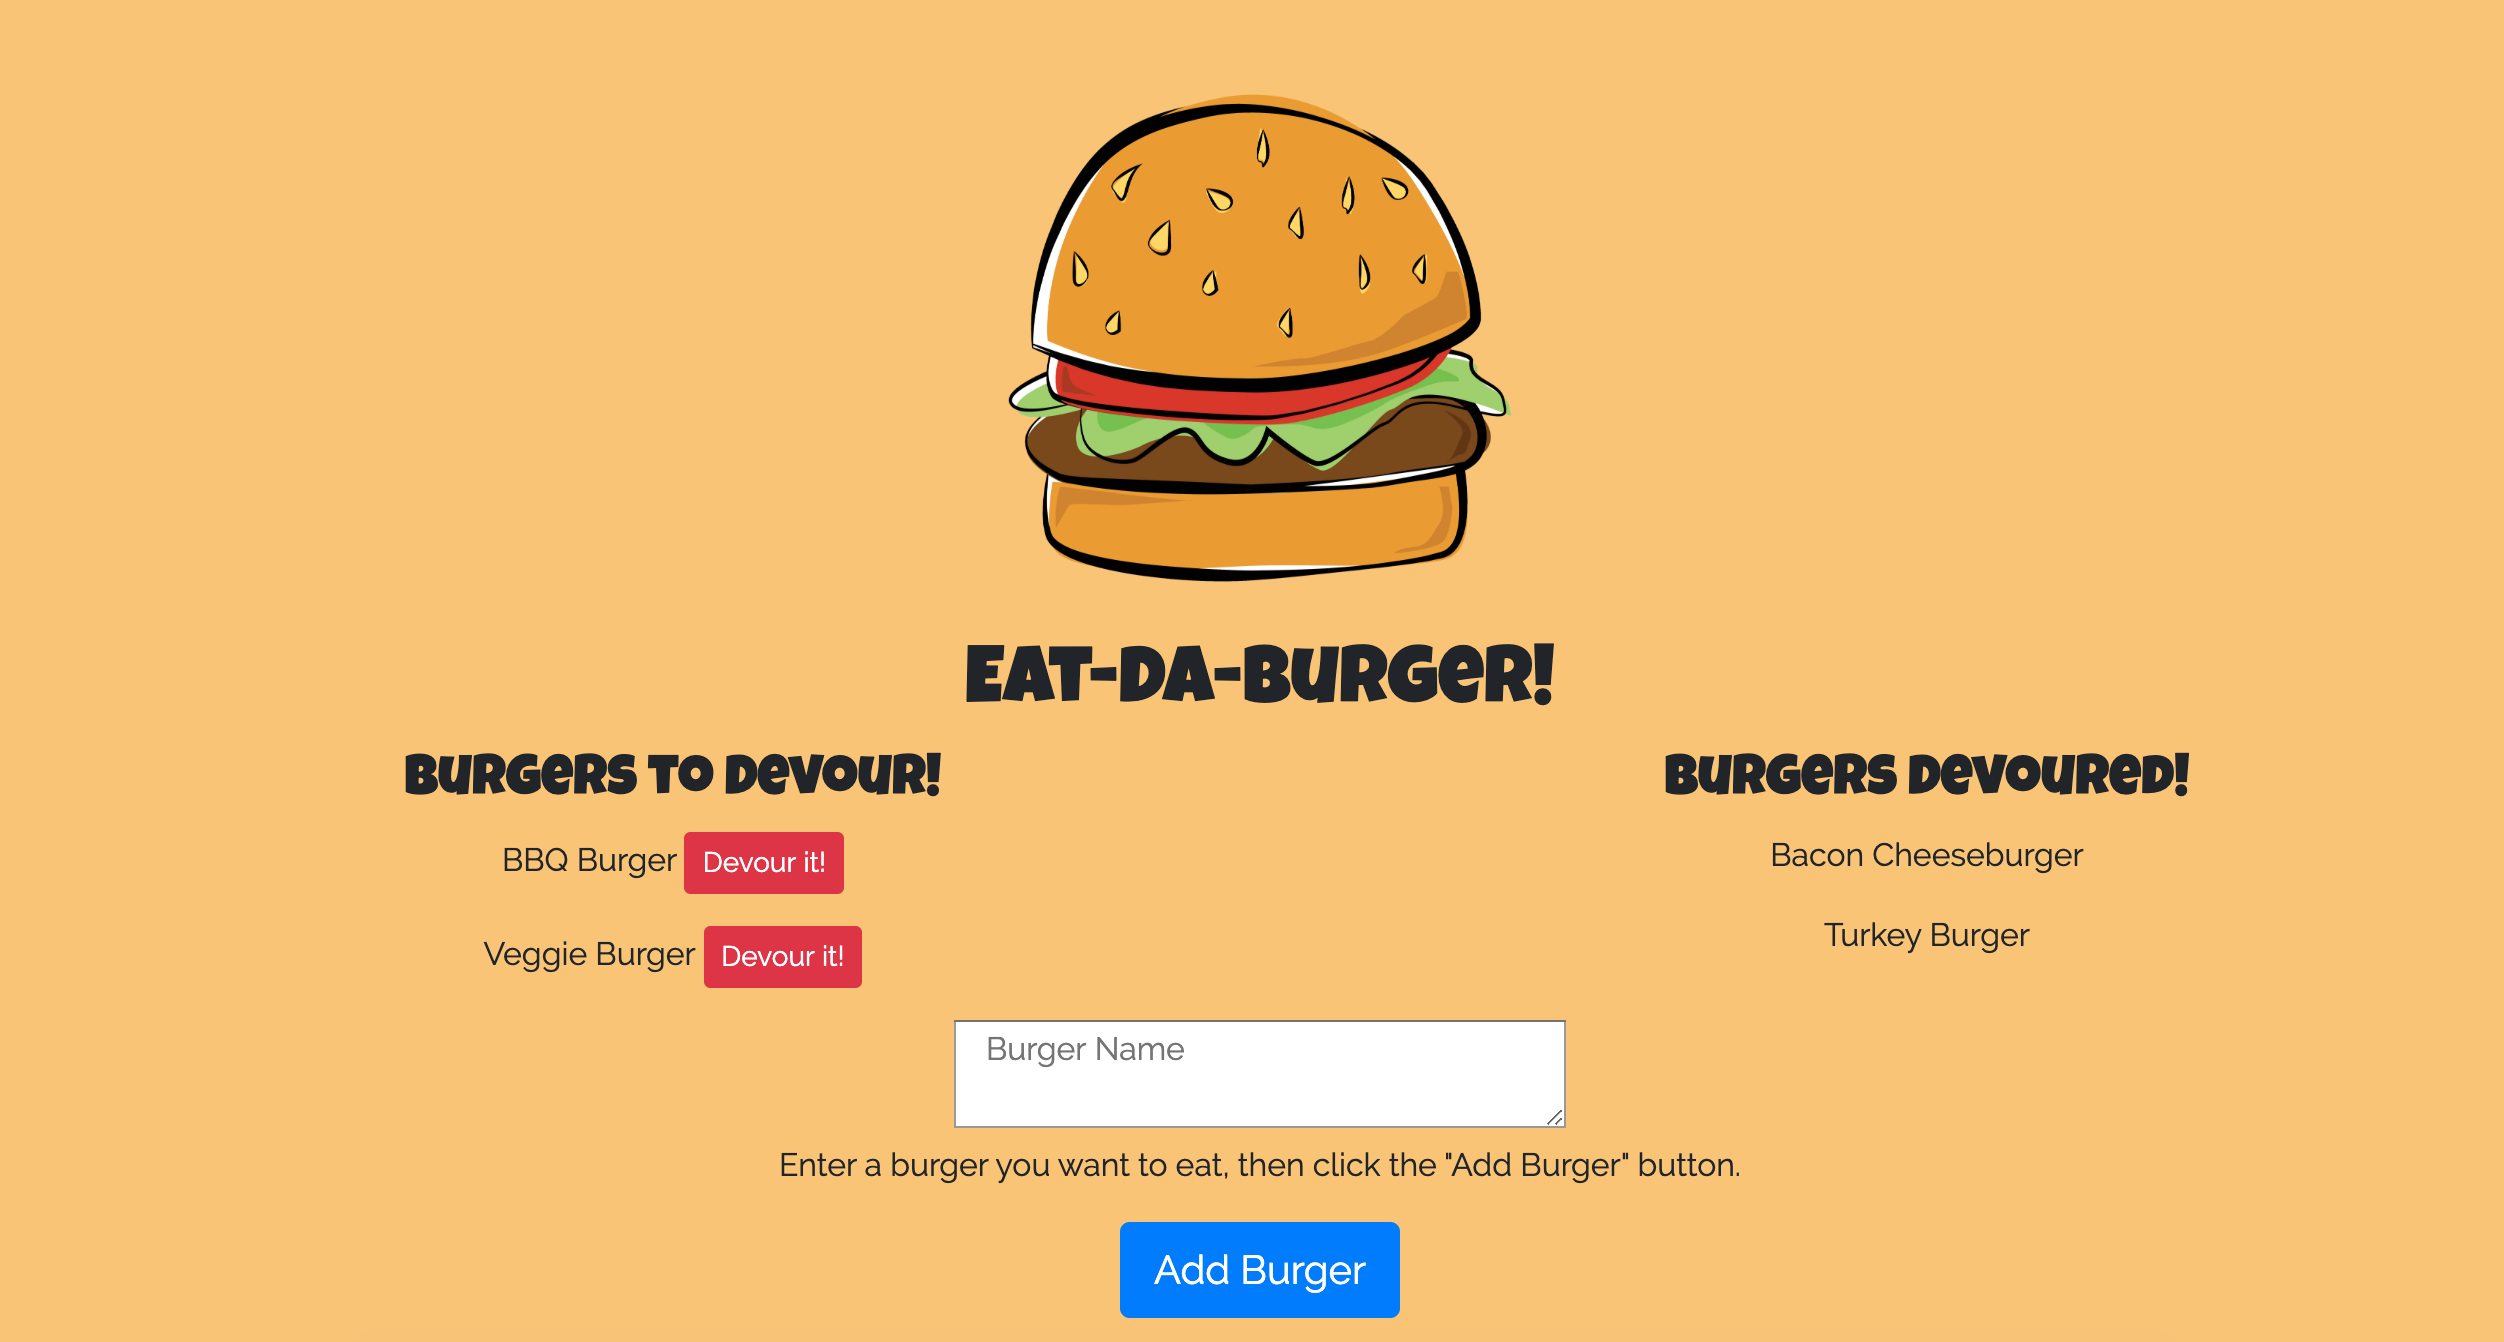 EAT-DA-BURGER!
BURGERS TO DEVOUR!
BBQ Burger Devour it!
Veggie Burger Devour it!
BURGERS DEVOURED!
Bacon Cheeseburger
Turkey Burger
Burger Name
Enter a burger you want to eat, then click the "Add Burger" button.
Add Burger